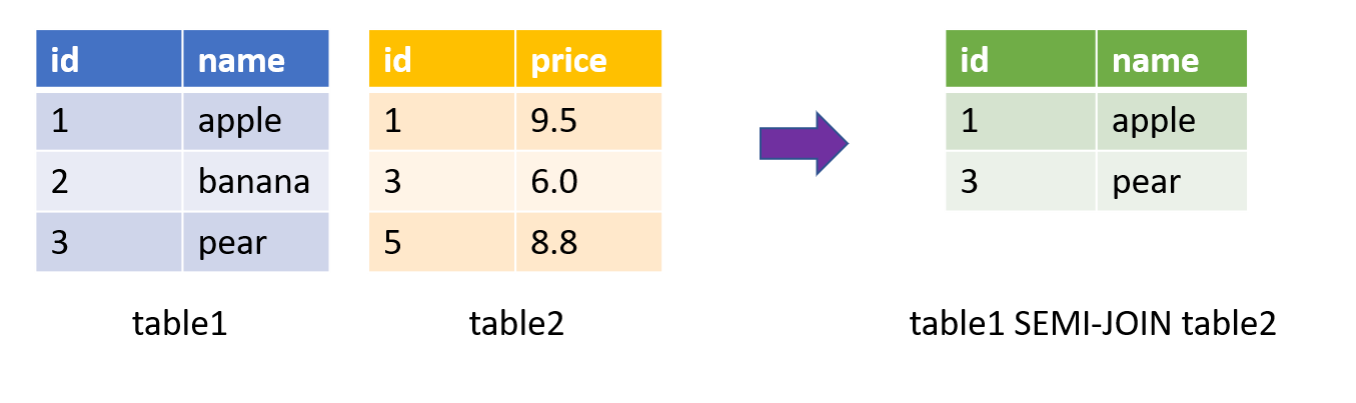 id name
1 apple
2 banana
3 pear
table1
id price
1 9.5
3 6.0
5 8.8
table2
id name
1 apple
3 pear
table1 SEMI-JOIN table2